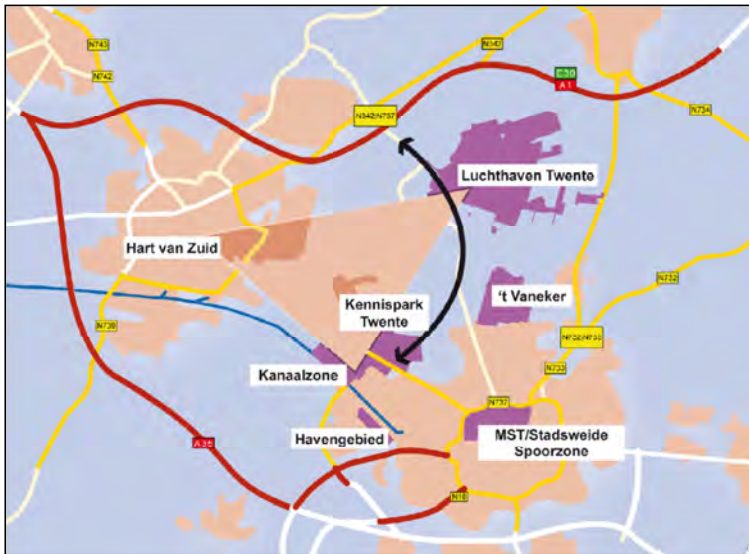 N743
N742
N342
E30
A1
N342/N737
N734
Luchthaven Twente
Hart van Zuid
't Vaneker
N732
Kennispark
Twente
N739
N732/N733
N733
Kanaalzone
N737
Havengebied
MST/Stadsweide
Spoorzone
A35
N18